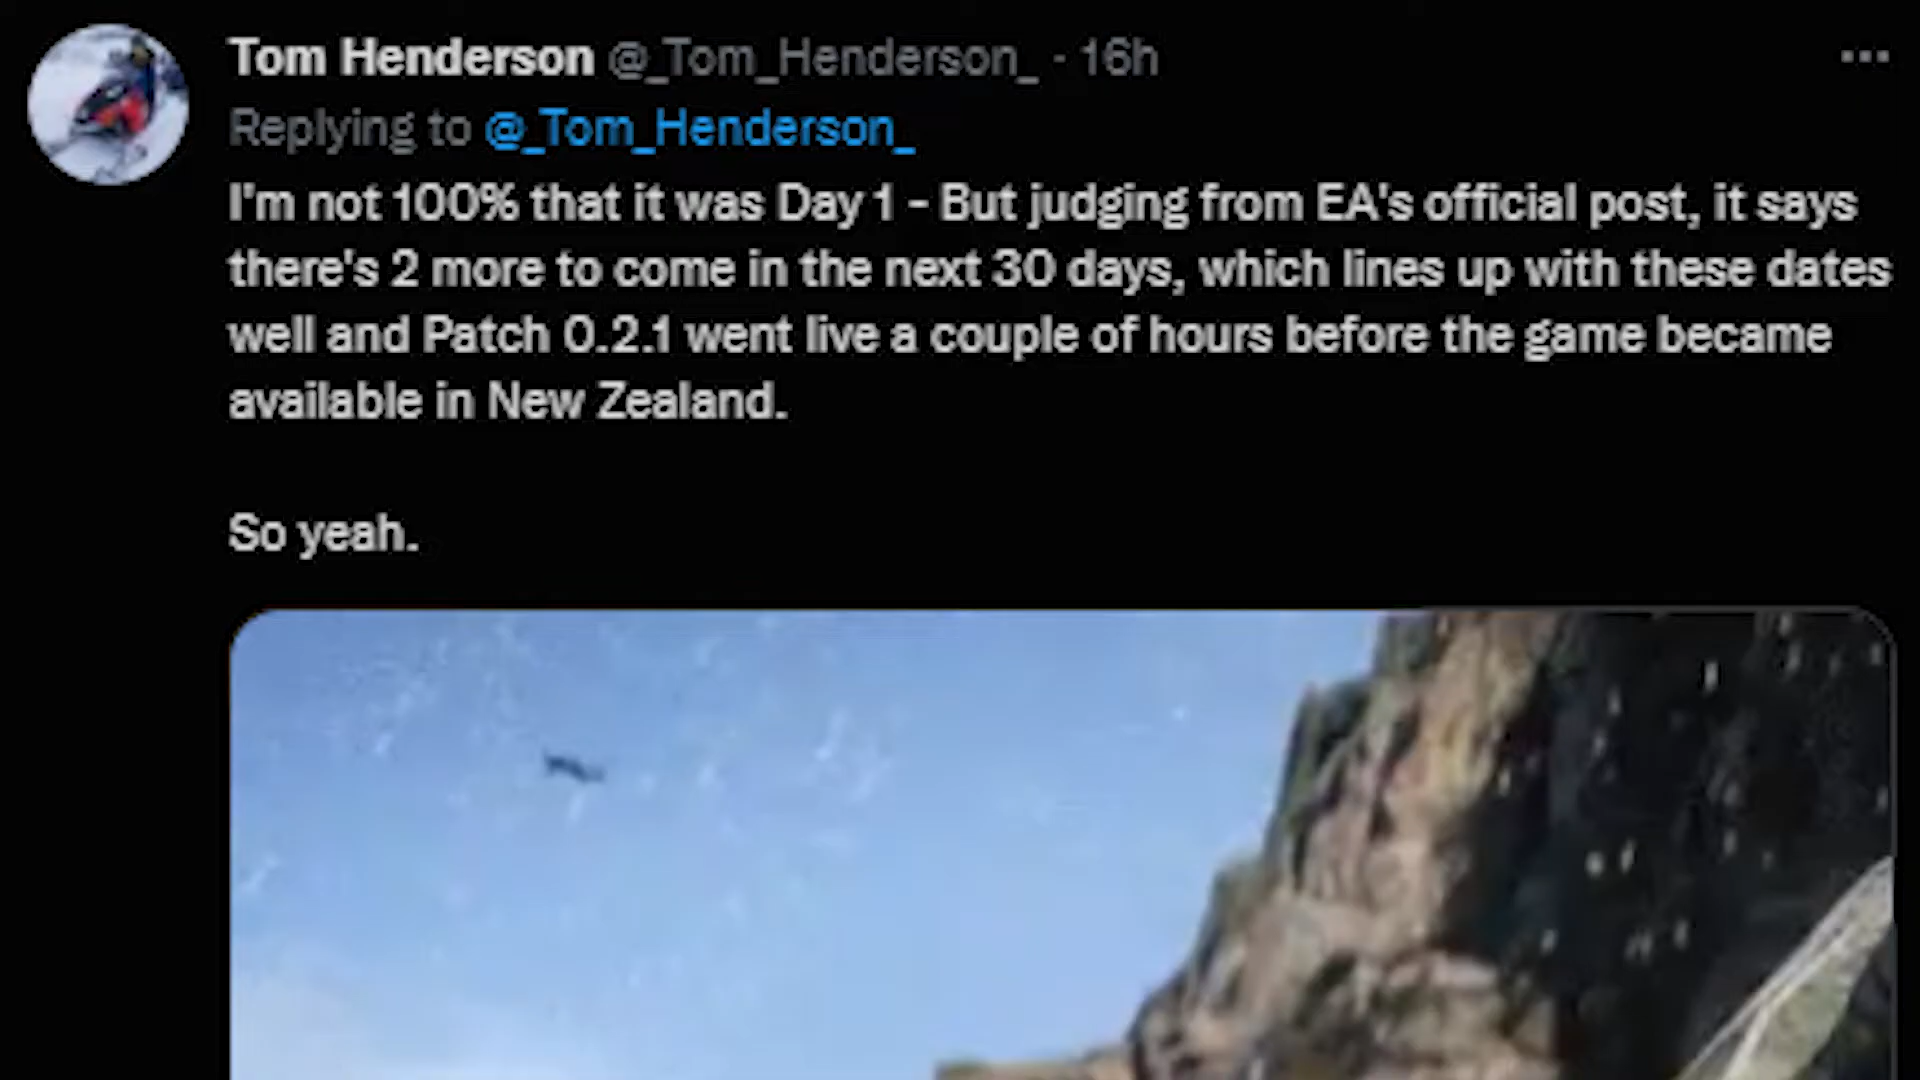 Tom Henderson @_Tom_Henderson_ · 16h
Replying to @_Tom_Henderson_
I'm not 100% that it was Day 1 - But judging from EA's official post, it says
there's 2 more to come in the next 30 days, which lines up with these dates
well and Patch 0.2.1 went live a couple of hours before the game became
available in New Zealand.
So yeah.